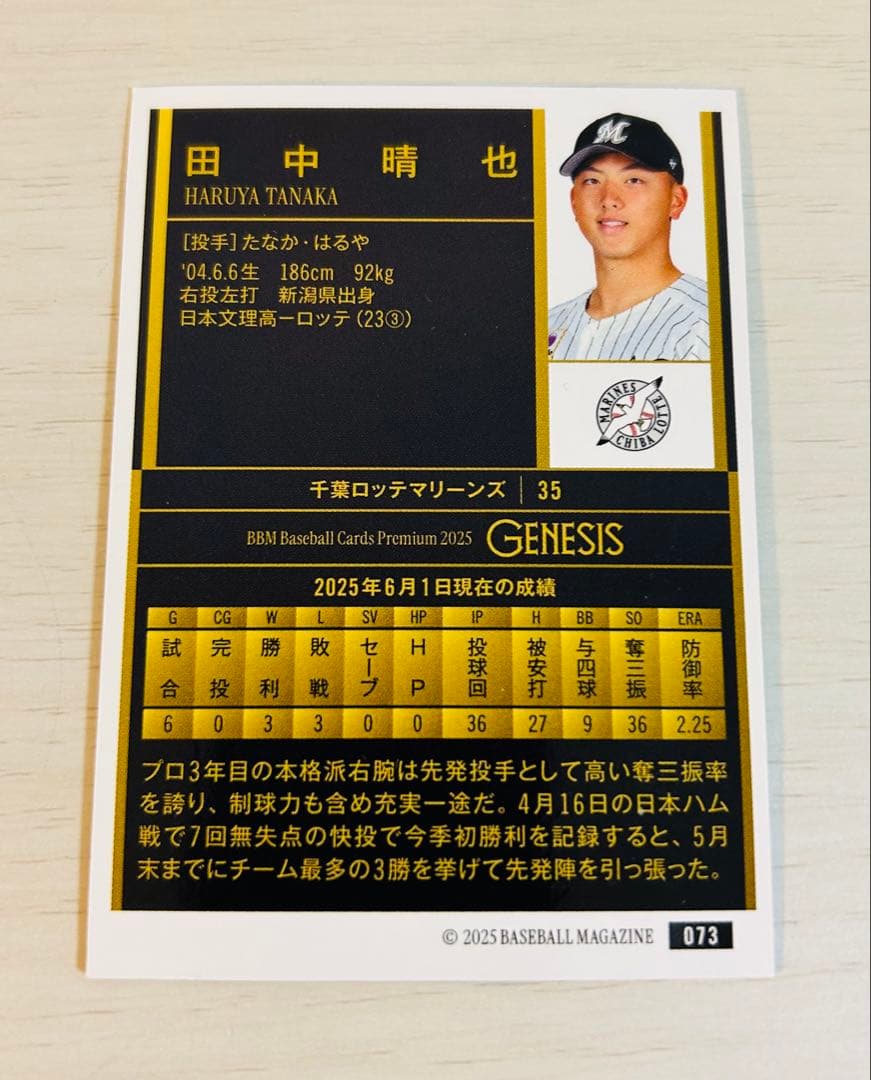 田中晴也
HARUYA TANAKA
[投手]たなか・はるや
'04.6.6生 186cm 92kg
右投左打 新潟県出身
日本文理高ーロッテ(23③)
M
MARINES
CHIBA LOTTE
千葉ロッテマリーンズ | 35
BBM Baseball Cards Premium 2025 GENESIS
2025年6月1日現在の成績
G CG W L SV HP IP H BB SO ERA
試合 完投 勝利 敗戦 セーブ HP 投球回 被安打 与四球 奪三振 防御率
6 0 3 3 0 0 36 27 9 36 2.25
プロ3年目の本格派右腕は先発投手として高い奪三振率
を誇り、制球力も含め充実一途だ。4月16日の日本ハム
戦で7回無失点の快投で今季初勝利を記録すると、5月
末までにチーム最多の3勝を挙げて先発陣を引っ張った。
© 2025 BASEBALL MAGAZINE 073